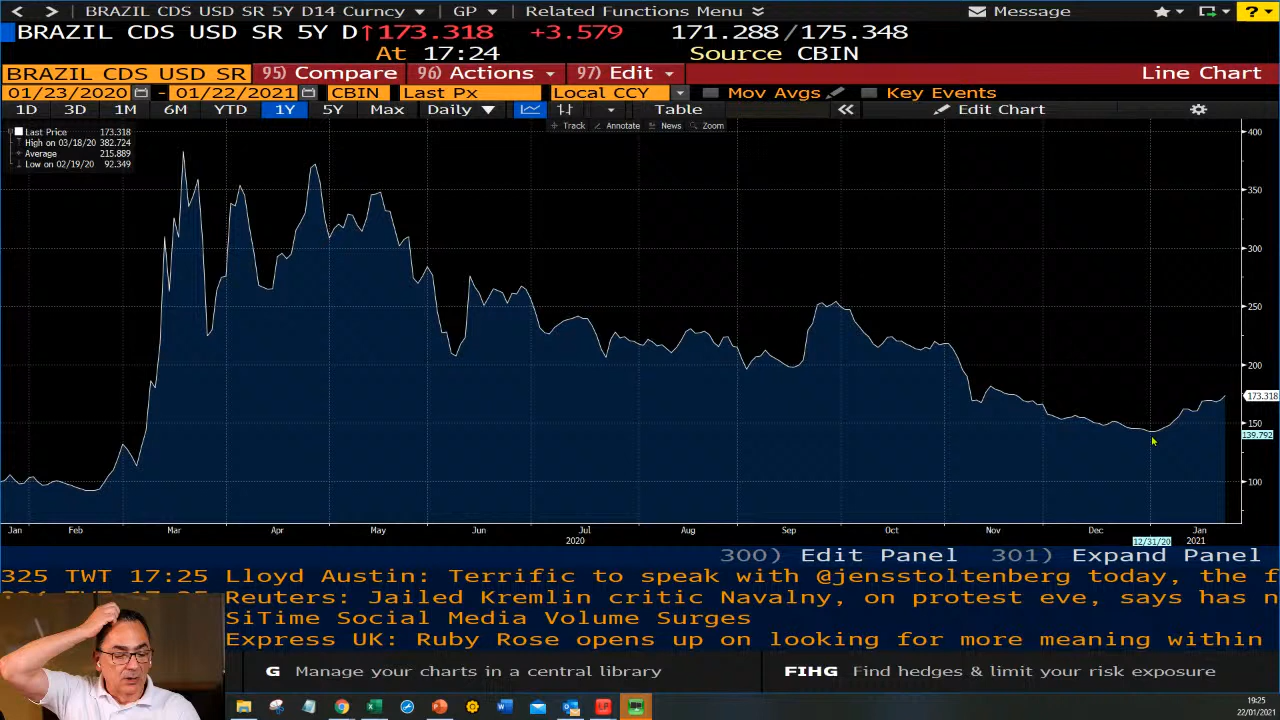 < > BRAZIL CDS USD SR 5Y D14 Curncy GP Related Functions Menu Message ?
BRAZIL CDS USD SR 5Y D↑173.318 +3.579 171.288/175.348
At 17:24 Source CBIN
BRAZIL CDS USD SR 95) Compare 96) Actions 97) Edit Line Chart
01/23/2020 - 01/22/2021 CBIN Last Px Local CCY Mov Avgs Key Events
1D 3D 1M 6M YTD 1Y 5Y Max Daily Table Edit Chart
Track Annotate News Zoom
Last Price 173.318
High on 03/18/20 382.724
Average 215.889
Low on 02/19/20 92.349
400
350
300
250
200
173.318
150
139.792
100
Jan Feb Mar Apr May Jun Jul Aug Sep Oct Nov Dec Jan
2020 12/31/20 2021
300) Edit Panel 301) Expand Panel
325 TWT 17:25 Lloyd Austin: Terrific to speak with @jensstoltenberg today, the f
Reuters: Jailed Kremlin critic Navalny, on protest eve, says has n
SiTime Social Media Volume Surges
Express UK: Ruby Rose opens up on looking for more meaning within
G Manage your charts in a central library FIHG Find hedges & limit your risk exposure
19:25
22/01/2021